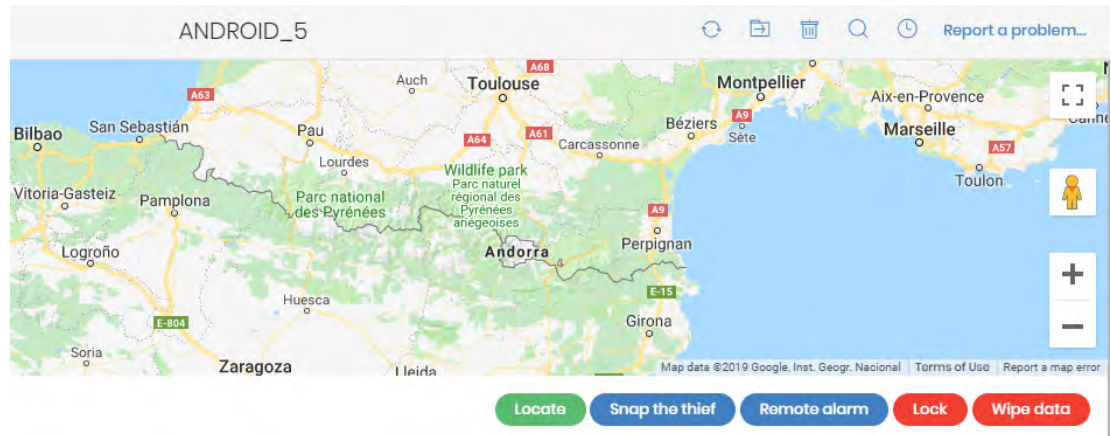 ANDROID_5 Report a problem...
A68
Auch Toulouse Montpellier
A63 Aix-en-Provence
A9
Bilbao San Sebastián Pau A64 A61 Béziers Sète Marseille
Carcassonne A57
Lourdes
Wildlife park
Parc naturel
régional des
Pyrénées
ariégeoises
Toulon
Vitoria-Gasteiz Pamplona
Parc national
des Pyrénées
A9
Logroño Andorra Perpignan
Huesca E-15
E-804 Girona
Soria
Zaragoza Lleida
Map data ©2019 Google, Inst. Geogr. Nacional Terms of Use Report a map error
Locate Snap the thief Remote alarm Lock Wipe data